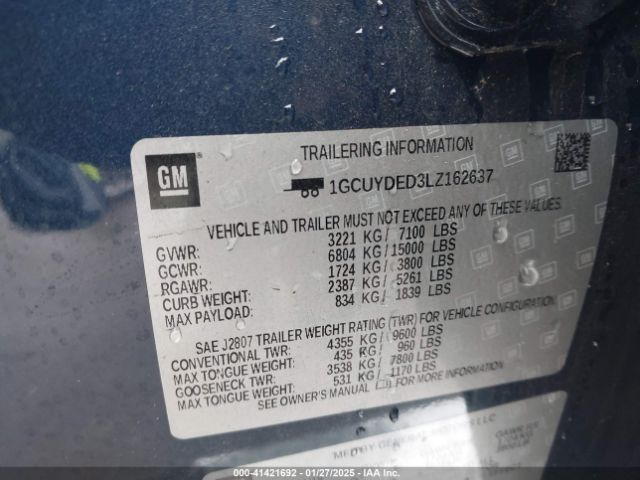 GM
TRAILERING INFORMATION
1GCUYDED3LZ162637
VEHICLE AND TRAILER MUST NOT EXCEED ANY OF THESE VALUES
GVWR: 3221 KG/ 7100 LBS
GCWR: 6804 KG/15000 LBS
RGAWR: 1724 KG/ 3800 LBS
CURB WEIGHT: 2387 KG/ 5261 LBS
MAX PAYLOAD: 834 KG/ 1839 LBS
SAE J2807 TRAILER WEIGHT RATING (TWR) FOR VEHICLE CONFIGURATION
CONVENTIONAL TWR: 4355 KG/ 9600 LBS
MAX TONGUE WEIGHT: 435 KG/ 960 LBS
GOOSENECK TWR: 3538 KG/ 7800 LBS
MAX TONGUE WEIGHT: 531 KG/ 1170 LBS
SEE OWNER'S MANUAL FOR MORE INFORMATION
BY GENERAL MOTORS LLC
000-41421692 - 01/27/2025 - IAA Inc.